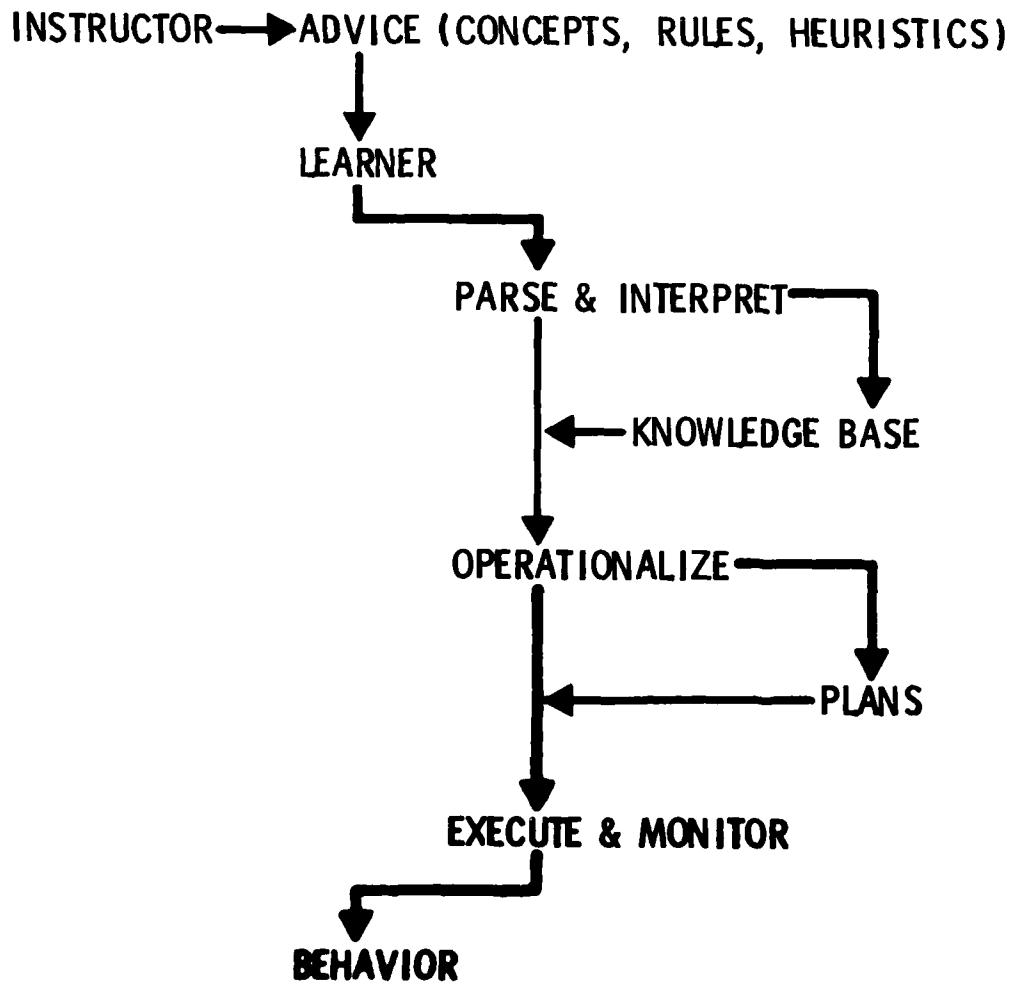 INSTRUCTOR ADVICE (CONCEPTS, RULES, HEURISTICS)
LEARNER
PARSE & INTERPRET
KNOWLEDGE BASE
OPERATIONALIZE
PLANS
EXECUTE & MONITOR
BEHAVIOR